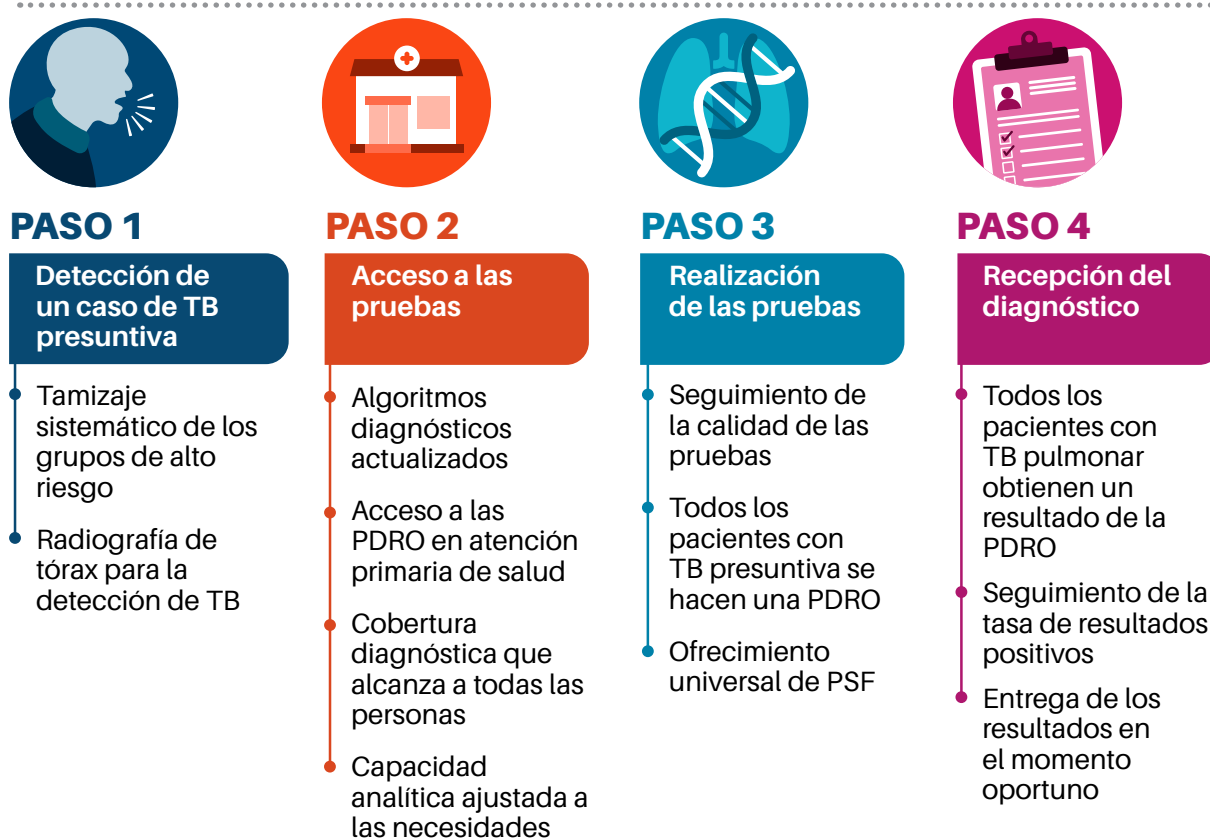 PASO 1
Detección de
un caso de TB
presuntiva
Tamizaje
sistemático de los
grupos de alto
riesgo
Radiografía de
tórax para la
detección de TB
PASO 2
Acceso a las
pruebas
Algoritmos
diagnósticos
actualizados
Acceso a las
PDRO en atención
primaria de salud
Cobertura
diagnóstica que
alcanza a todas las
personas
Capacidad
analítica ajustada a
las necesidades
PASO 3
Realización
de las pruebas
Seguimiento de
la calidad de las
pruebas
Todos los
pacientes con
TB presuntiva se
hacen una PDRO
Ofrecimiento
universal de PSF
PASO 4
Recepción del
diagnóstico
Todos los
pacientes con
TB pulmonar
obtienen un
resultado de la
PDRO
Seguimiento de la
tasa de resultados
positivos
Entrega de los
resultados en
el momento
oportuno